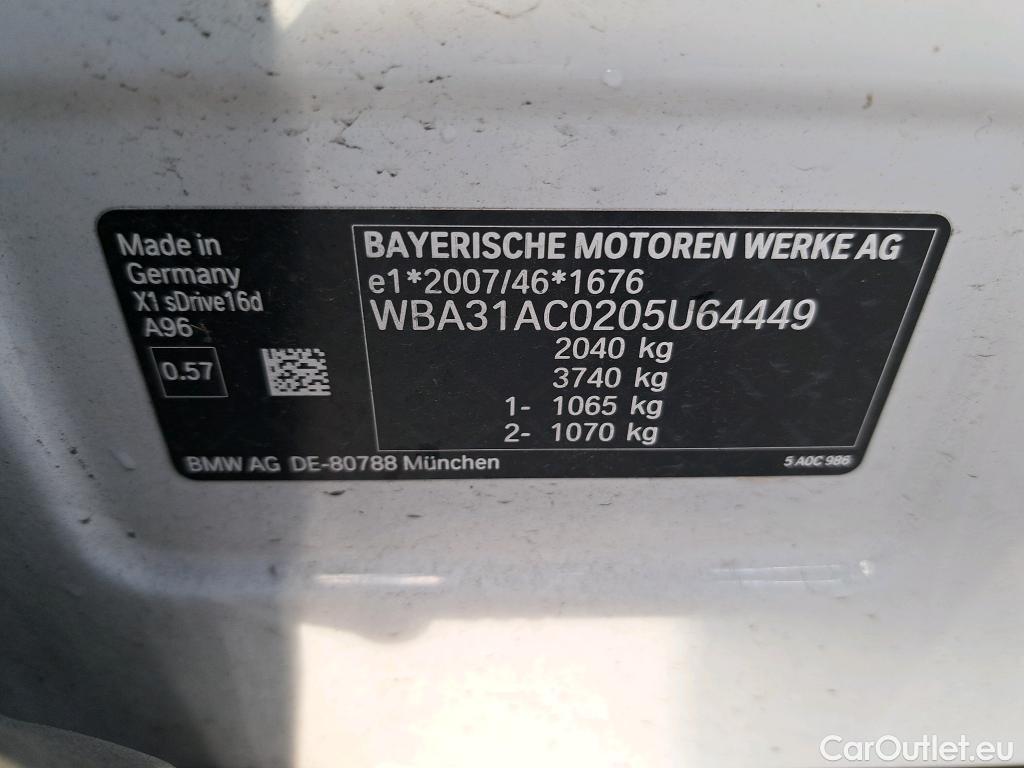 Made in
Germany
X1 sDrive16d
A96
0.57
BAYERISCHE MOTOREN WERKE AG
e1*2007/46*1676
WBA31AC0205U64449
2040 kg
3740 kg
1- 1065 kg
2- 1070 kg
BMW AG DE-80788 München
5 A0C 986
CarOutlet.eu